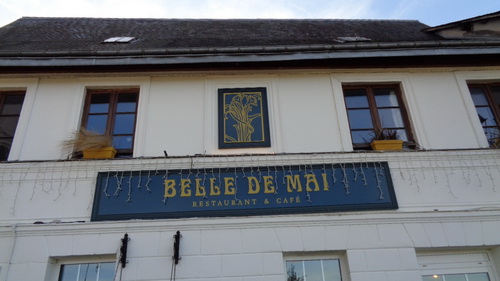 BELLE DE MAI
RESTAURANT & CAFÉ